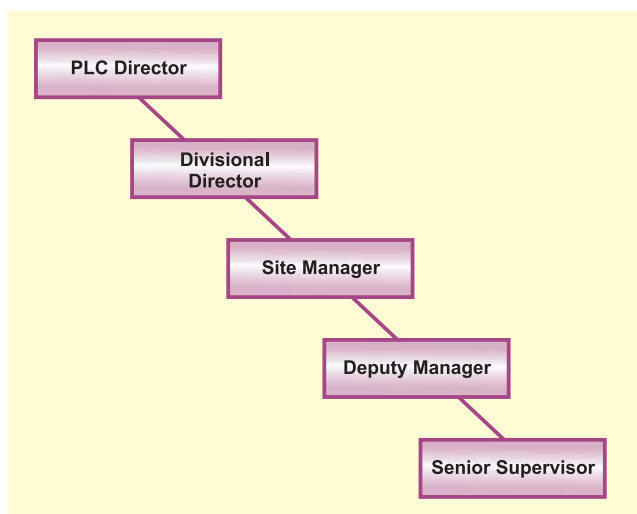 PLC Director
Divisional
Director
Site Manager
Deputy Manager
Senior Supervisor